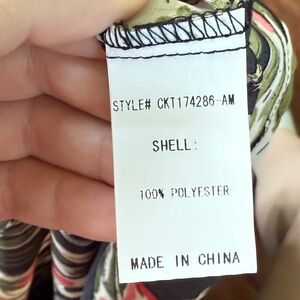 STYLE# CKT174286-AM
SHELL:
100% POLYESTER
MADE IN CHINA